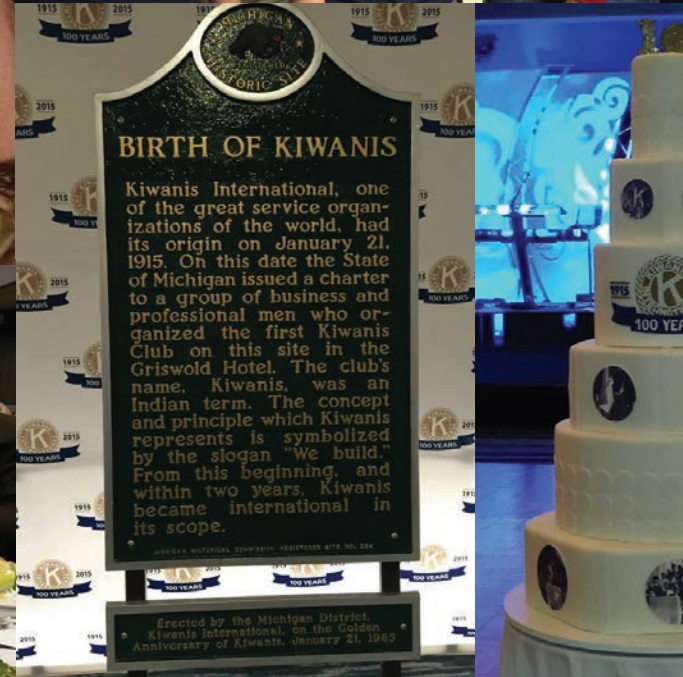 MICHIGAN
REGISTERED
HISTORIC SITE
BIRTH OF KIWANIS
Kiwanis International, one
of the great service organ-
izations of the world, had
its origin on January 21,
1915. On this date the State
of Michigan issued a charter
to a group of business and
professional men who or-
ganized the first Kiwanis
Club on this site in the
Griswold Hotel. The club's
name, Kiwanis, was an
Indian term. The concept
and principle which Kiwanis
represents is symbolized
by the slogan "We build."
From this beginning, and
within two years, Kiwanis
became international in
its scope.
MICHIGAN HISTORICAL COMMISSION REGISTERED SITE NO. 254
Erected by the Michigan District,
Kiwanis International, on the Golden
Anniversary of Kiwanis, January 21, 1965
1915 K 2015
100 YEARS
1915 K
100 YEA